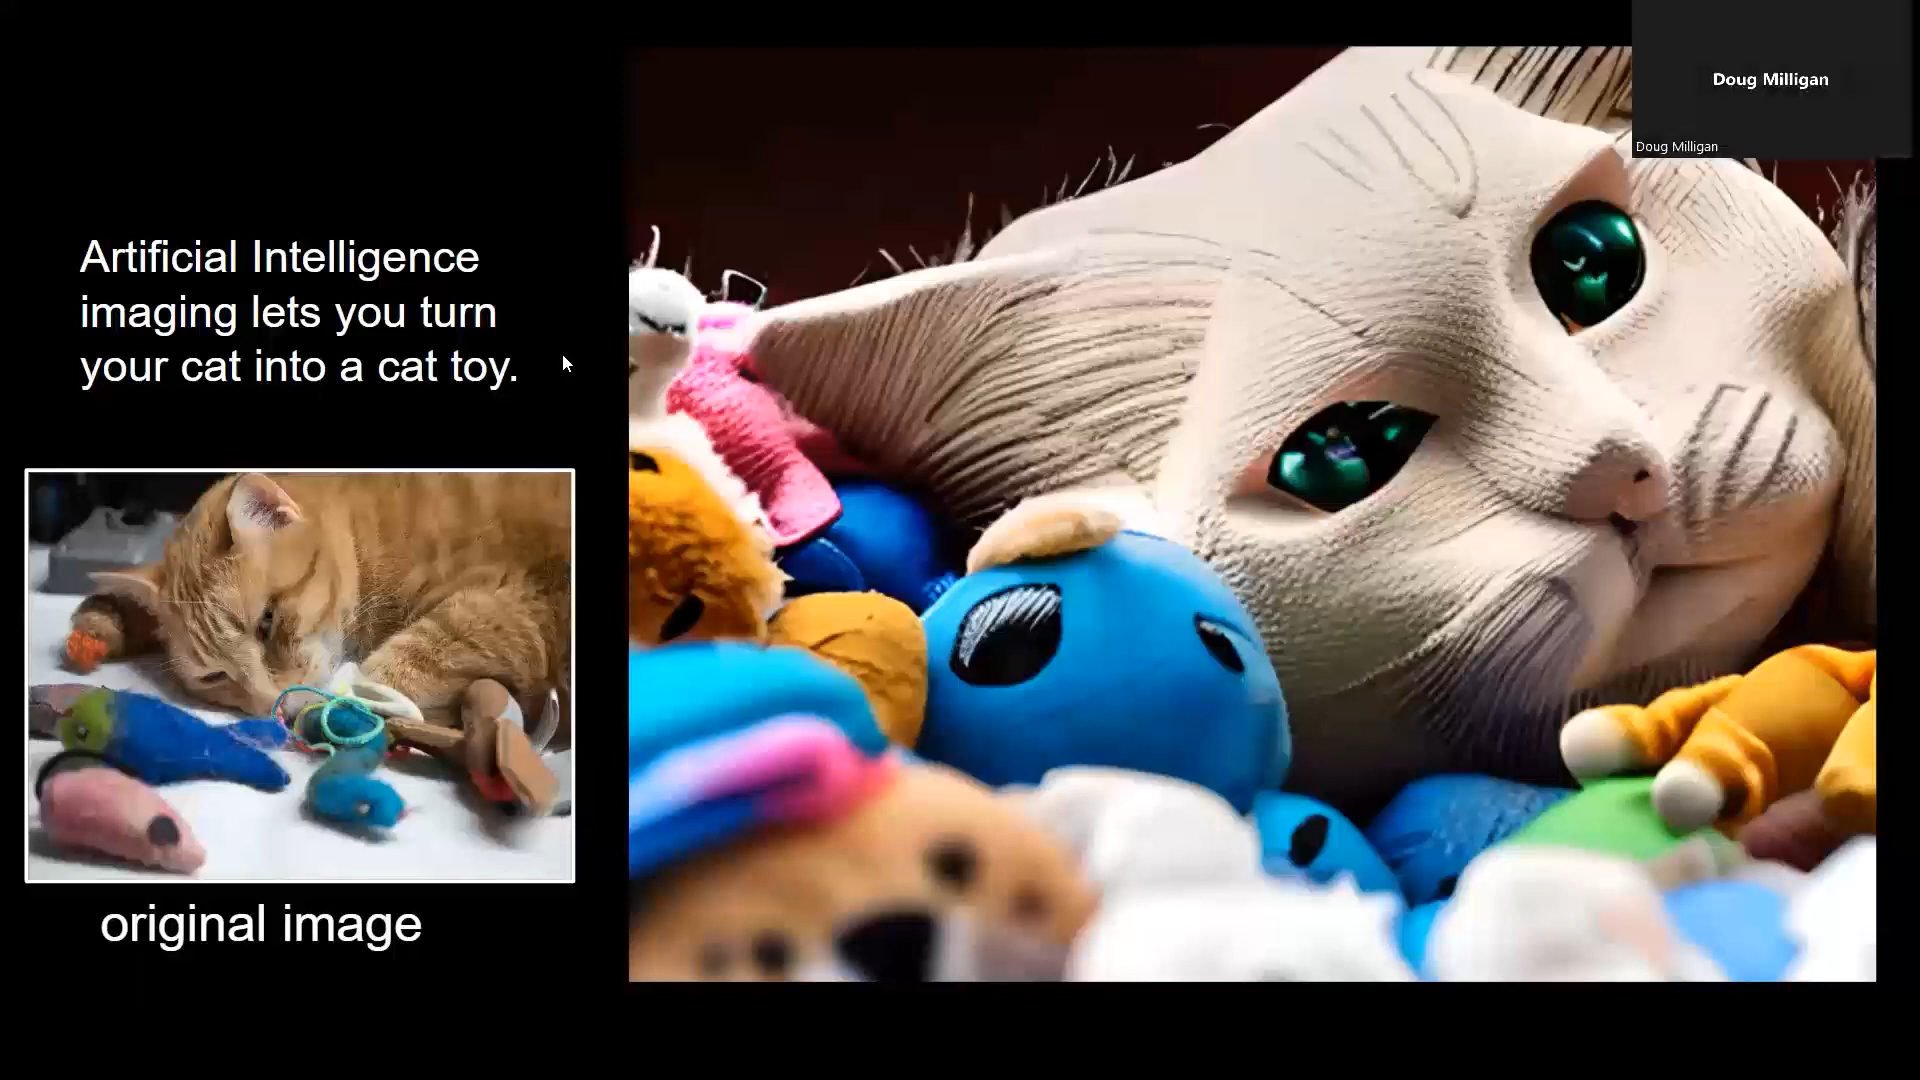 Doug Milligan
Doug Milligan
Artificial Intelligence
imaging lets you turn
your cat into a cat toy.
original image